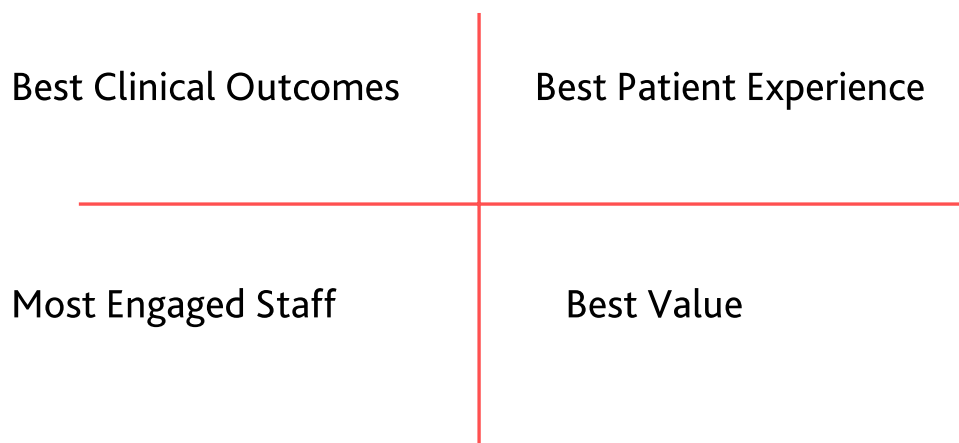 Best Clinical Outcomes
Best Patient Experience
Most Engaged Staff
Best Value